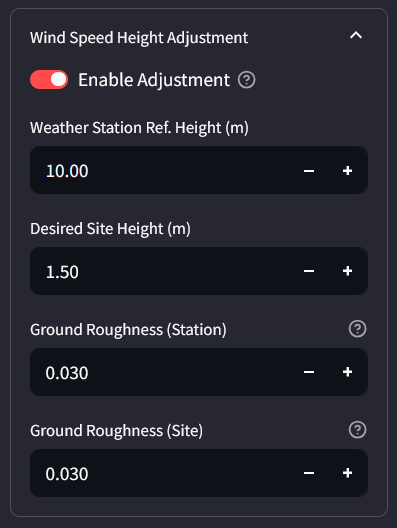 Wind Speed Height Adjustment
Enable Adjustment ?
Weather Station Ref. Height (m)
10.00 − +
Desired Site Height (m)
1.50 − +
Ground Roughness (Station) ?
0.030 − +
Ground Roughness (Site) ?
0.030 − +